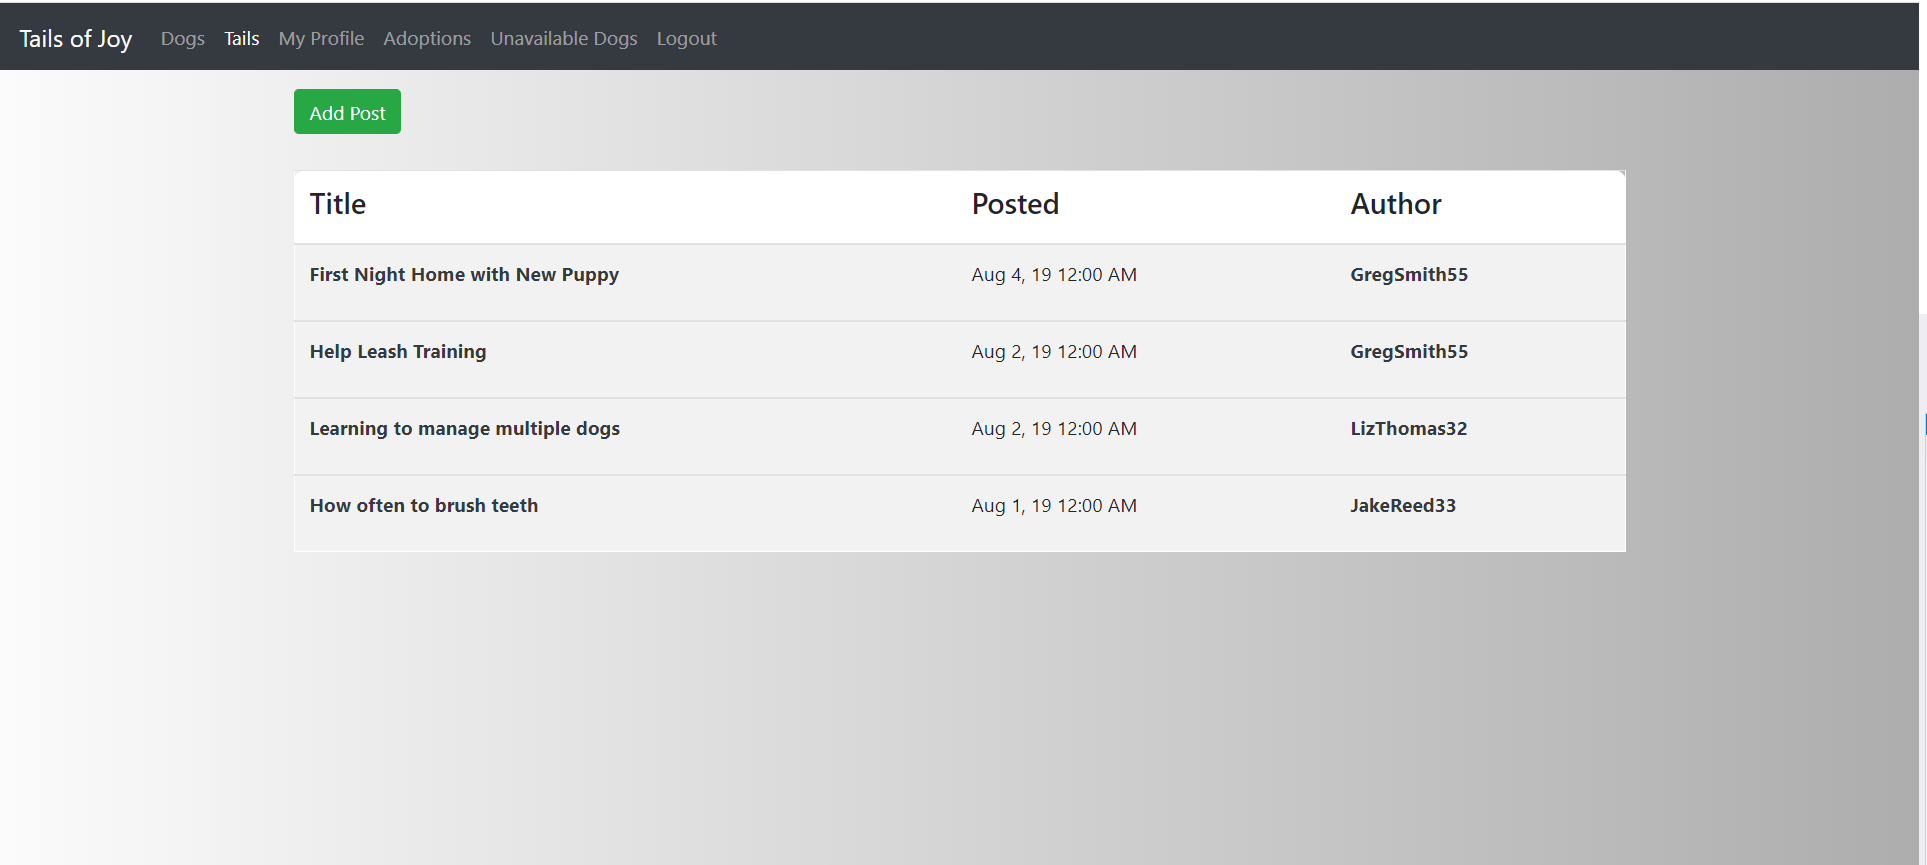 Tails of Joy Dogs Tails My Profile Adoptions Unavailable Dogs Logout
Add Post
Title Posted Author
First Night Home with New Puppy Aug 4, 19 12:00 AM GregSmith55
Help Leash Training Aug 2, 19 12:00 AM GregSmith55
Learning to manage multiple dogs Aug 2, 19 12:00 AM LizThomas32
How often to brush teeth Aug 1, 19 12:00 AM JakeReed33